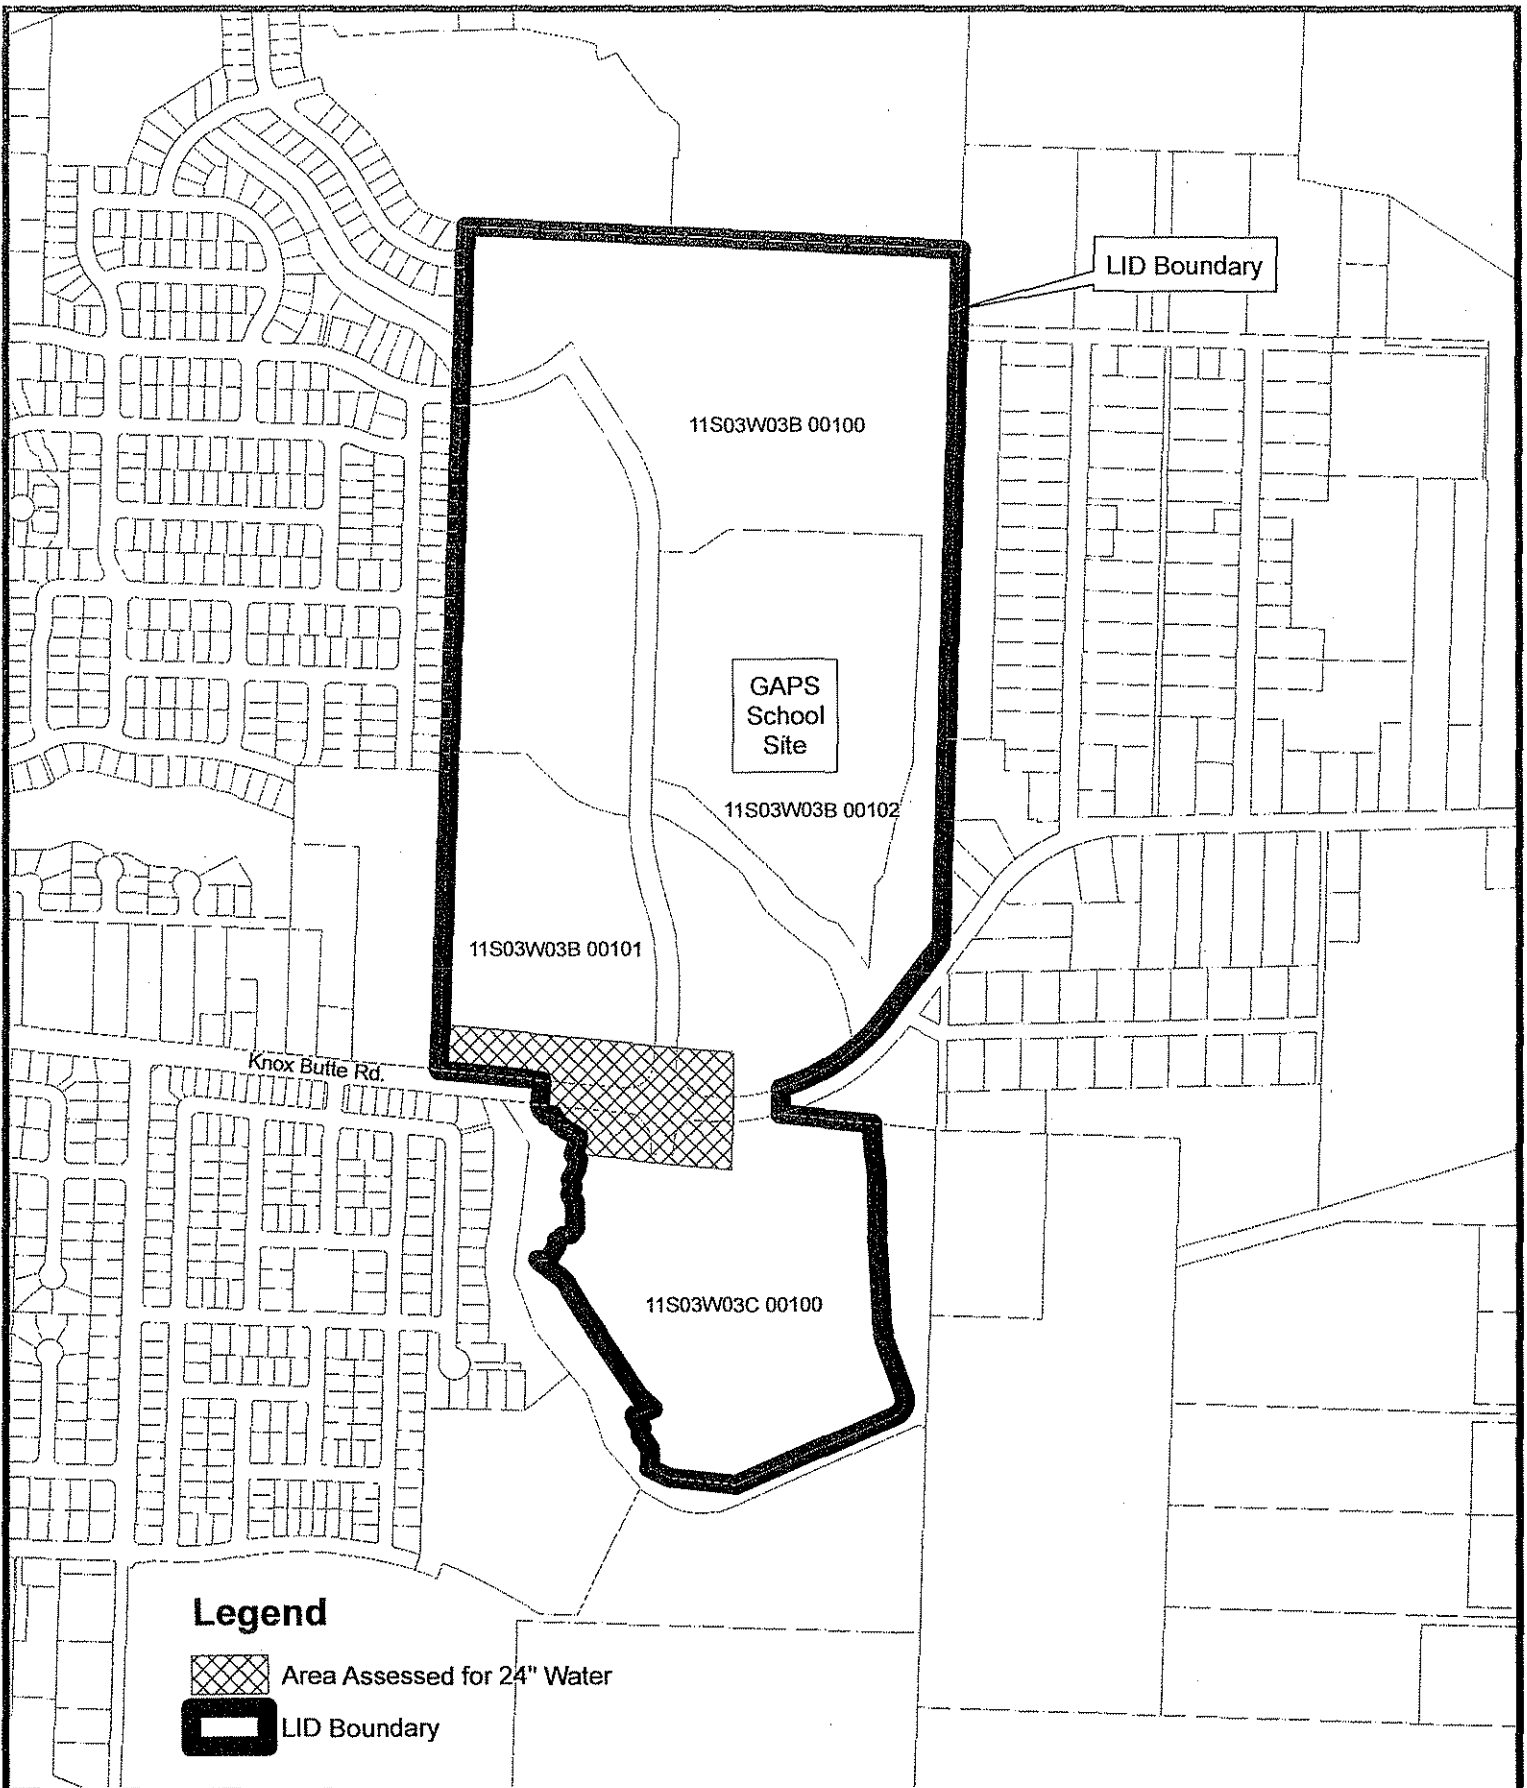 LID Boundary
11S03W03B 00100
GAPS
School
Site
11S03W03B 00102
11S03W03B 00101
Knox Butte Rd.
11S03W03C 00100
Legend
Area Assessed for 24" Water
LID Boundary